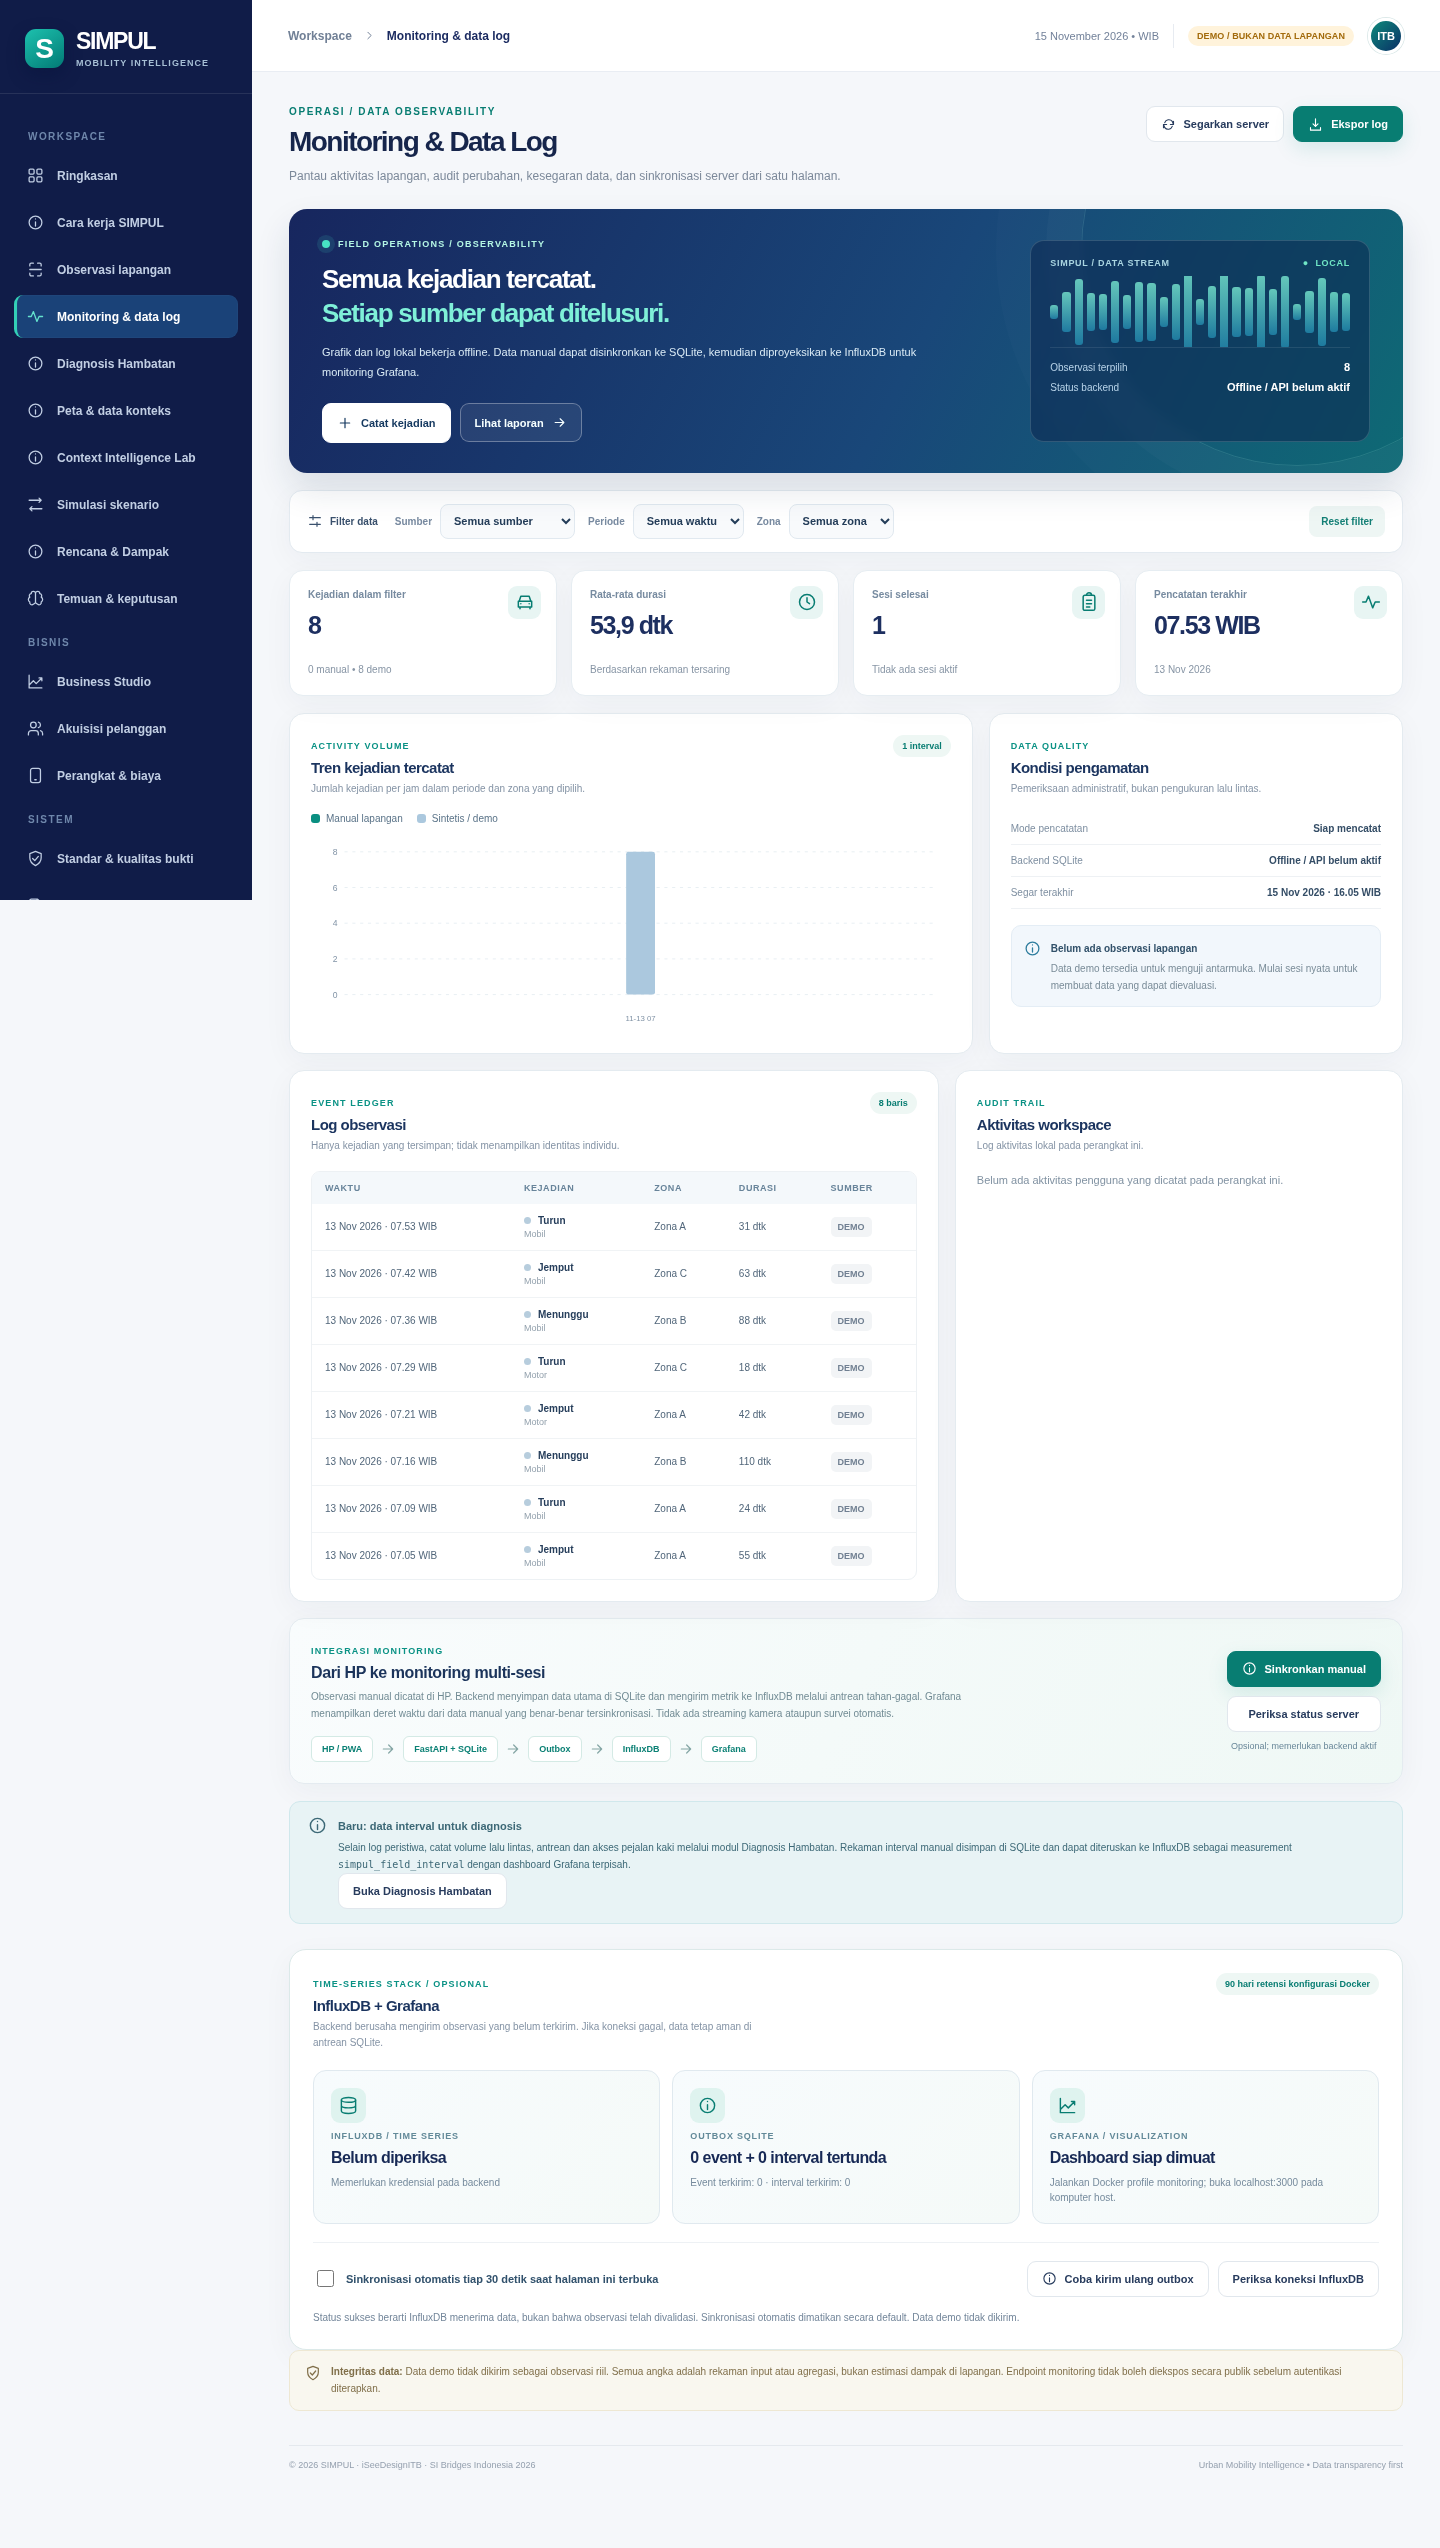 S
SIMPUL
MOBILITY INTELLIGENCE
WORKSPACE
Ringkasan
Cara kerja SIMPUL
Observasi lapangan
Monitoring & data log
Diagnosis Hambatan
Peta & data konteks
Context Intelligence Lab
Simulasi skenario
Rencana & Dampak
Temuan & keputusan
BISNIS
Business Studio
Akuisisi pelanggan
Perangkat & biaya
SISTEM
Standar & kualitas bukti
Workspace
Monitoring & data log
15 November 2026 • WIB
DEMO / BUKAN DATA LAPANGAN
ITB
OPERASI / DATA OBSERVABILITY
Monitoring & Data Log
Pantau aktivitas lapangan, audit perubahan, kesegaran data, dan sinkronisasi server dari satu halaman.
Segarkan server
Ekspor log
FIELD OPERATIONS / OBSERVABILITY
Semua kejadian tercatat.
Setiap sumber dapat ditelusuri.
Grafik dan log lokal bekerja offline. Data manual dapat disinkronkan ke SQLite, kemudian diproyeksikan ke InfluxDB untuk
monitoring Grafana.
Catat kejadian
Lihat laporan
SIMPUL / DATA STREAM
● LOCAL
Observasi terpilih
8
Status backend
Offline / API belum aktif
Filter data
Sumber
Semua sumber
Periode
Semua waktu
Zona
Semua zona
Reset filter
Kejadian dalam filter
8
0 manual • 8 demo
Rata-rata durasi
53,9 dtk
Berdasarkan rekaman tersaring
Sesi selesai
1
Tidak ada sesi aktif
Pencatatan terakhir
07.53 WIB
13 Nov 2026
ACTIVITY VOLUME
1 interval
Tren kejadian tercatat
Jumlah kejadian per jam dalam periode dan zona yang dipilih.
Manual lapangan
Sintetis / demo
8
6
4
2
0
11-13 07
DATA QUALITY
Kondisi pengamatan
Pemeriksaan administratif, bukan pengukuran lalu lintas.
Mode pencatatan
Siap mencatat
Backend SQLite
Offline / API belum aktif
Segar terakhir
15 Nov 2026 · 16.05 WIB
Belum ada observasi lapangan
Data demo tersedia untuk menguji antarmuka. Mulai sesi nyata untuk
membuat data yang dapat dievaluasi.
EVENT LEDGER
8 baris
Log observasi
Hanya kejadian yang tersimpan; tidak menampilkan identitas individu.
WAKTU KEJADIAN ZONA DURASI SUMBER
13 Nov 2026 · 07.53 WIB Turun Zona A 31 dtk DEMO
Mobil
13 Nov 2026 · 07.42 WIB Jemput Zona C 63 dtk DEMO
Mobil
13 Nov 2026 · 07.36 WIB Menunggu Zona B 88 dtk DEMO
Mobil
13 Nov 2026 · 07.29 WIB Turun Zona C 18 dtk DEMO
Motor
13 Nov 2026 · 07.21 WIB Jemput Zona A 42 dtk DEMO
Motor
13 Nov 2026 · 07.16 WIB Menunggu Zona B 110 dtk DEMO
Mobil
13 Nov 2026 · 07.09 WIB Turun Zona A 24 dtk DEMO
Mobil
13 Nov 2026 · 07.05 WIB Jemput Zona A 55 dtk DEMO
Mobil
AUDIT TRAIL
Aktivitas workspace
Log aktivitas lokal pada perangkat ini.
Belum ada aktivitas pengguna yang dicatat pada perangkat ini.
INTEGRASI MONITORING
Dari HP ke monitoring multi-sesi
Observasi manual dicatat di HP. Backend menyimpan data utama di SQLite dan mengirim metrik ke InfluxDB melalui antrean tahan-gagal. Grafana
menampilkan deret waktu dari data manual yang benar-benar tersinkronisasi. Tidak ada streaming kamera ataupun survei otomatis.
HP / PWA
FastAPI + SQLite
Outbox
InfluxDB
Grafana
Sinkronkan manual
Periksa status server
Opsional; memerlukan backend aktif
Baru: data interval untuk diagnosis
Selain log peristiwa, catat volume lalu lintas, antrean dan akses pejalan kaki melalui modul Diagnosis Hambatan. Rekaman interval manual disimpan di SQLite dan dapat diteruskan ke InfluxDB sebagai measurement
simpul_field_interval dengan dashboard Grafana terpisah.
Buka Diagnosis Hambatan
TIME-SERIES STACK / OPSIONAL
90 hari retensi konfigurasi Docker
InfluxDB + Grafana
Backend berusaha mengirim observasi yang belum terkirim. Jika koneksi gagal, data tetap aman di
antrean SQLite.
INFLUXDB / TIME SERIES
Belum diperiksa
Memerlukan kredensial pada backend
OUTBOX SQLITE
0 event + 0 interval tertunda
Event terkirim: 0 · interval terkirim: 0
GRAFANA / VISUALIZATION
Dashboard siap dimuat
Jalankan Docker profile monitoring; buka localhost:3000 pada
komputer host.
Sinkronisasi otomatis tiap 30 detik saat halaman ini terbuka
Coba kirim ulang outbox
Periksa koneksi InfluxDB
Status sukses berarti InfluxDB menerima data, bukan bahwa observasi telah divalidasi. Sinkronisasi otomatis dimatikan secara default. Data demo tidak dikirim.
Integritas data: Data demo tidak dikirim sebagai observasi riil. Semua angka adalah rekaman input atau agregasi, bukan estimasi dampak di lapangan. Endpoint monitoring tidak boleh diekspos secara publik sebelum autentikasi
diterapkan.
© 2026 SIMPUL · iSeeDesignITB · SI Bridges Indonesia 2026
Urban Mobility Intelligence • Data transparency first